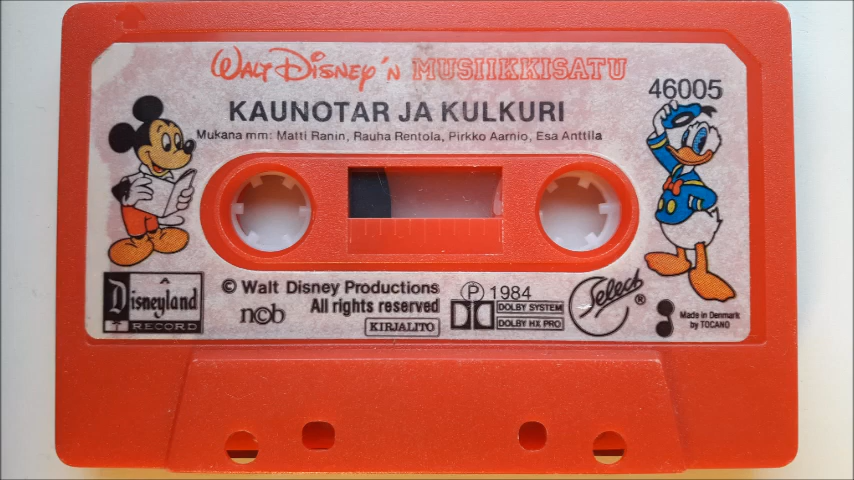 Walt Disney'n MUSIIKKISATU
46005
KAUNOTAR JA KULKURI
Mukana mm: Matti Ranin, Rauha Rentola, Pirkko Aarnio, Esa Anttila
Disneyland
RECORD
© Walt Disney Productions
n©b All rights reserved
KIRJALITO
Ⓟ 1984
DOLBY SYSTEM
DOLBY HX PRO
Select ®
Made in Denmark
by TOCANO